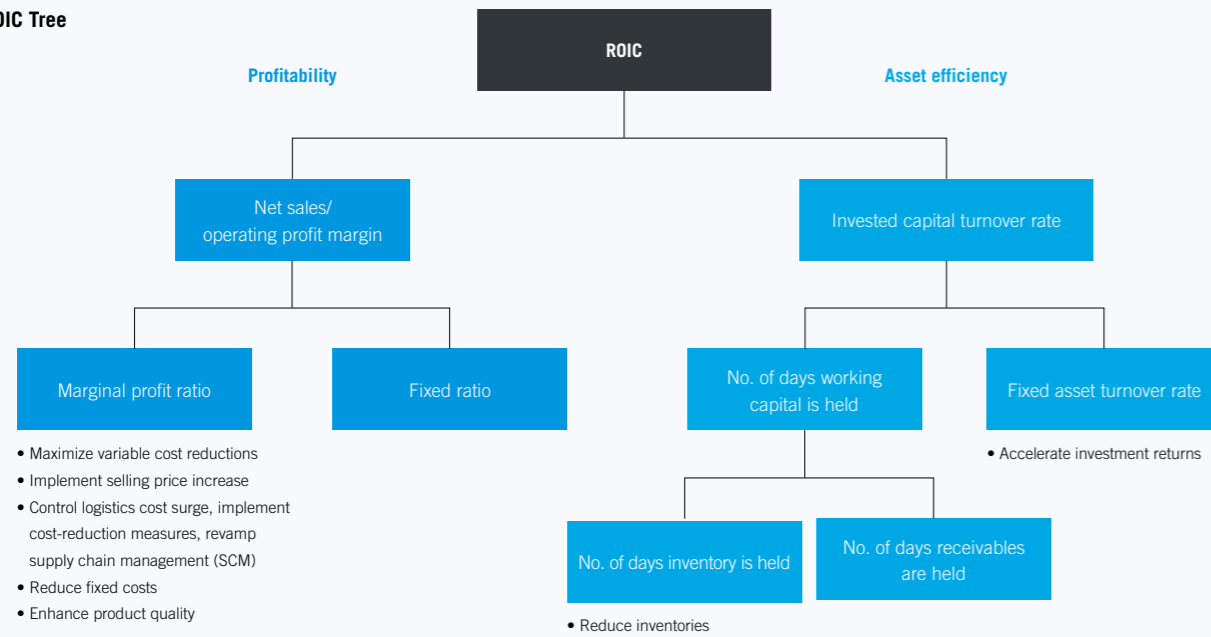 OIC Tree
ROIC
Profitability
Asset efficiency
Net sales/
operating profit margin
Invested capital turnover rate
Marginal profit ratio
Fixed ratio
No. of days working
capital is held
Fixed asset turnover rate
• Maximize variable cost reductions
• Implement selling price increase
• Control logistics cost surge, implement
cost-reduction measures, revamp
supply chain management (SCM)
• Reduce fixed costs
• Enhance product quality
• Accelerate investment returns
No. of days inventory is held
No. of days receivables
are held
• Reduce inventories